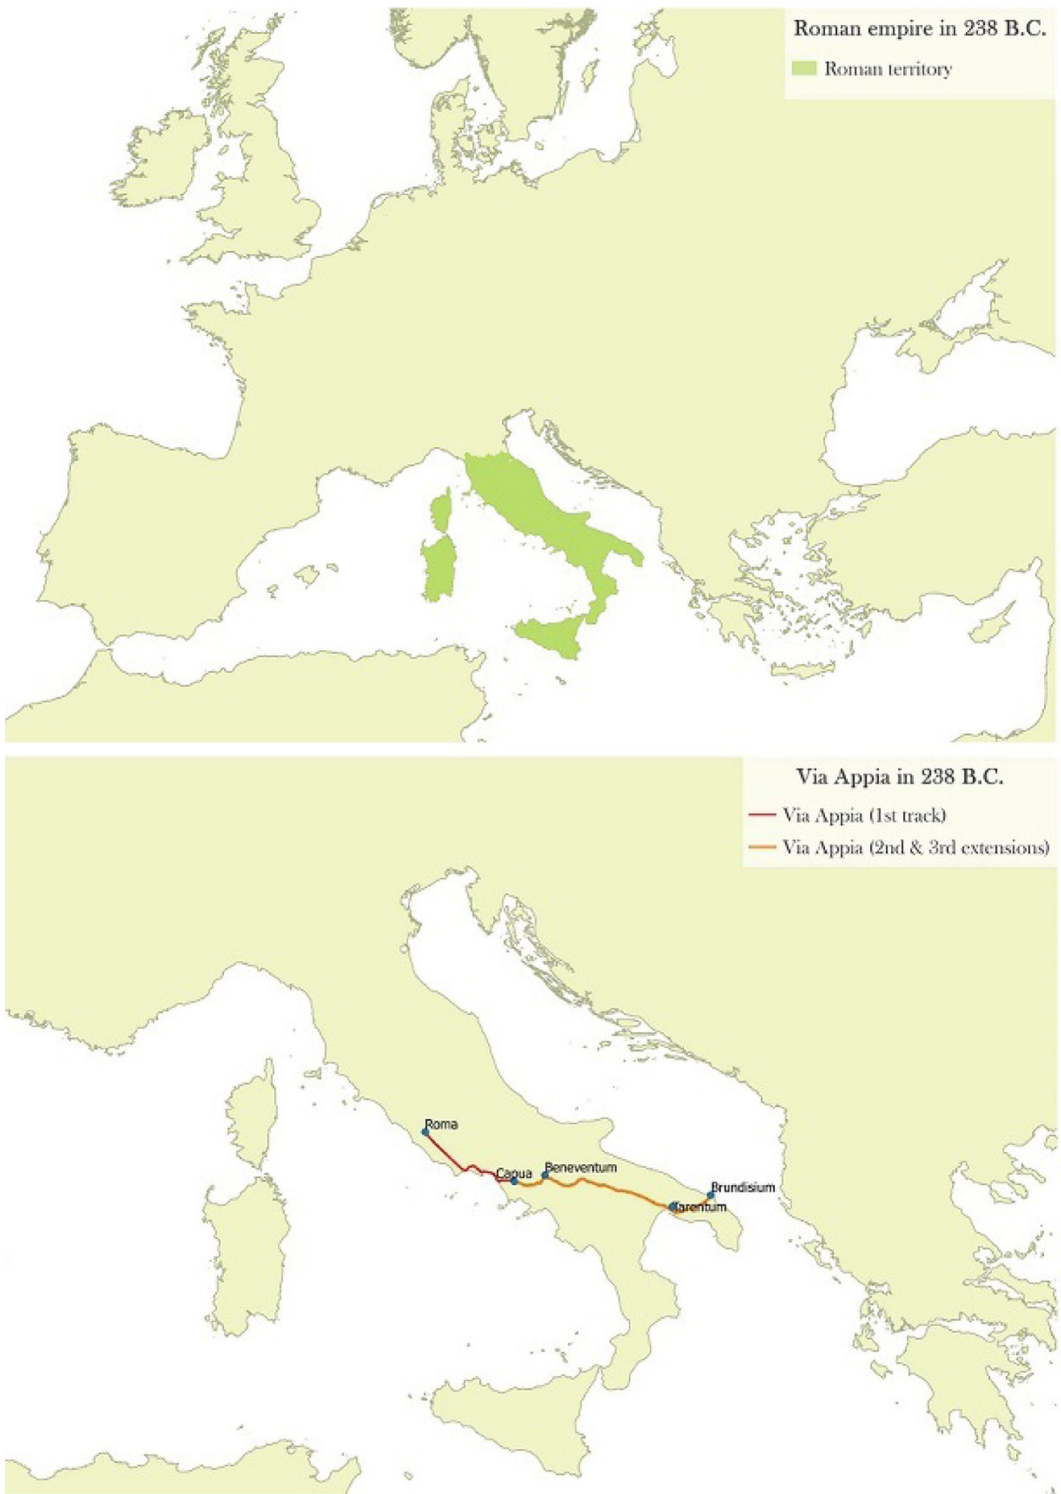 Roman empire in 238 B.C.
Roman territory
Via Appia in 238 B.C.
Via Appia (1st track)
Via Appia (2nd & 3rd extensions)
Roma
Capua
Beneventum
Brundisium
Tarentum